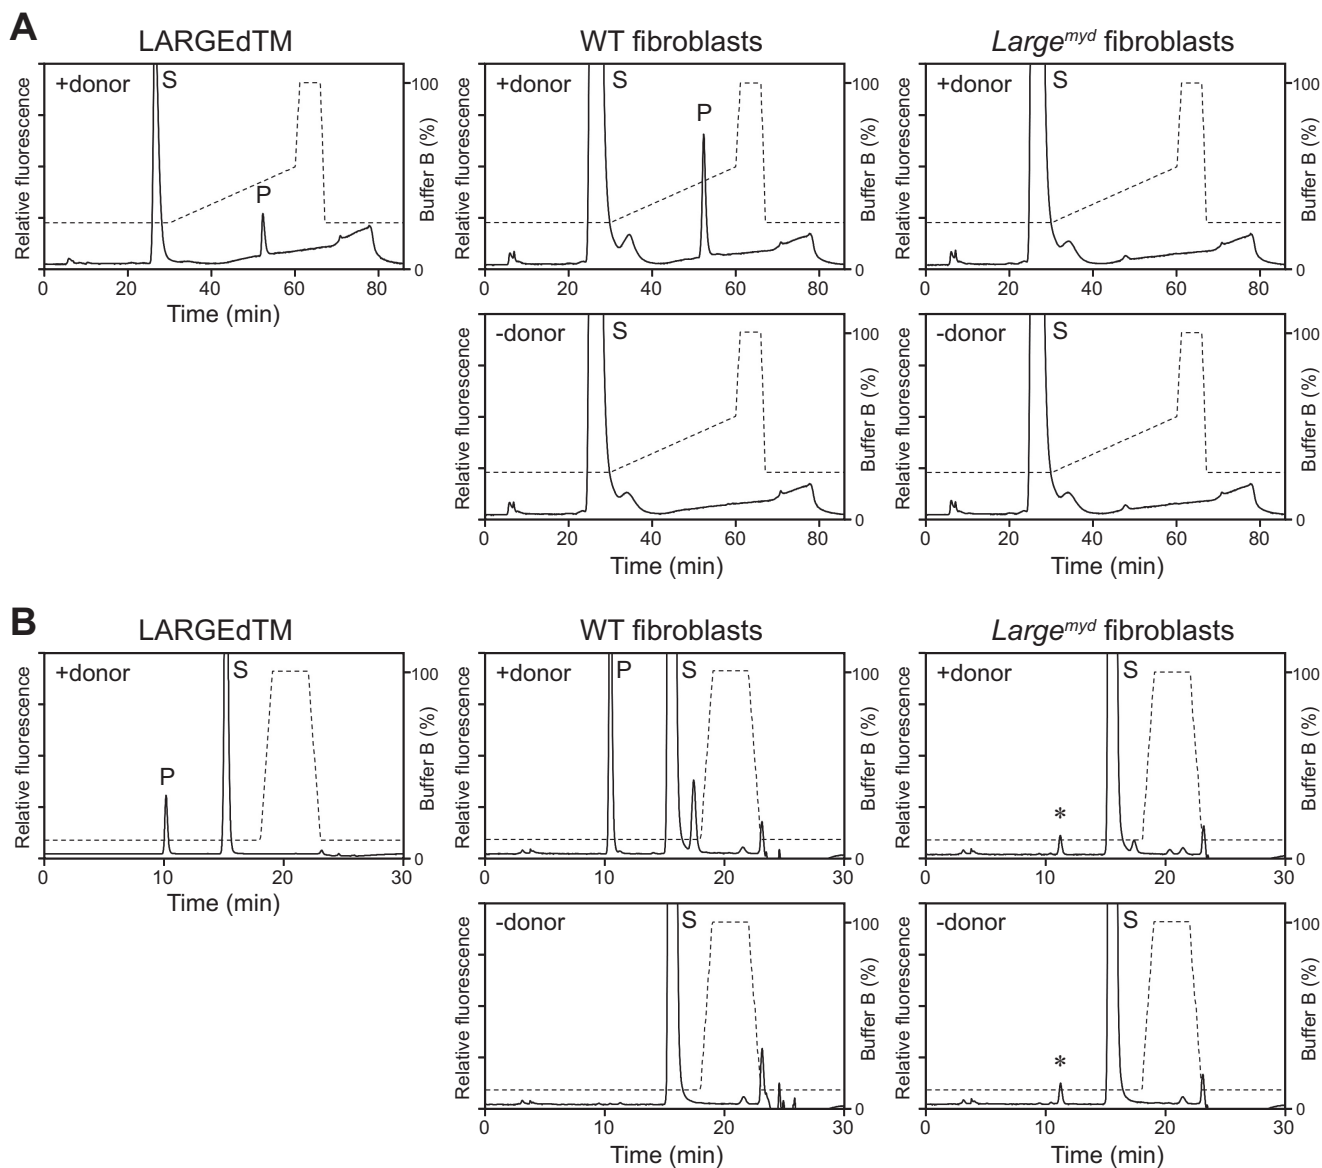 A
LARGEdTM
WT fibroblasts
Large^myd fibroblasts
Relative fluorescence
+donor
S
P
100
0
Buffer B (%)
0 20 40 60 80
Time (min)
Relative fluorescence
+donor
S
P
100
0
Buffer B (%)
0 20 40 60 80
Relative fluorescence
+donor
S
100
0
Buffer B (%)
0 20 40 60 80
Relative fluorescence
-donor
S
100
0
Buffer B (%)
0 20 40 60 80
Time (min)
Relative fluorescence
-donor
S
100
0
Buffer B (%)
0 20 40 60 80
Time (min)
B
LARGEdTM
WT fibroblasts
Large^myd fibroblasts
Relative fluorescence
+donor
P
S
100
0
Buffer B (%)
0 10 20 30
Time (min)
Relative fluorescence
+donor
P
S
100
0
Buffer B (%)
0 10 20 30
Relative fluorescence
+donor
*
S
100
0
Buffer B (%)
0 10 20 30
Relative fluorescence
-donor
S
100
0
Buffer B (%)
0 10 20 30
Time (min)
Relative fluorescence
-donor
*
S
100
0
Buffer B (%)
0 10 20 30
Time (min)